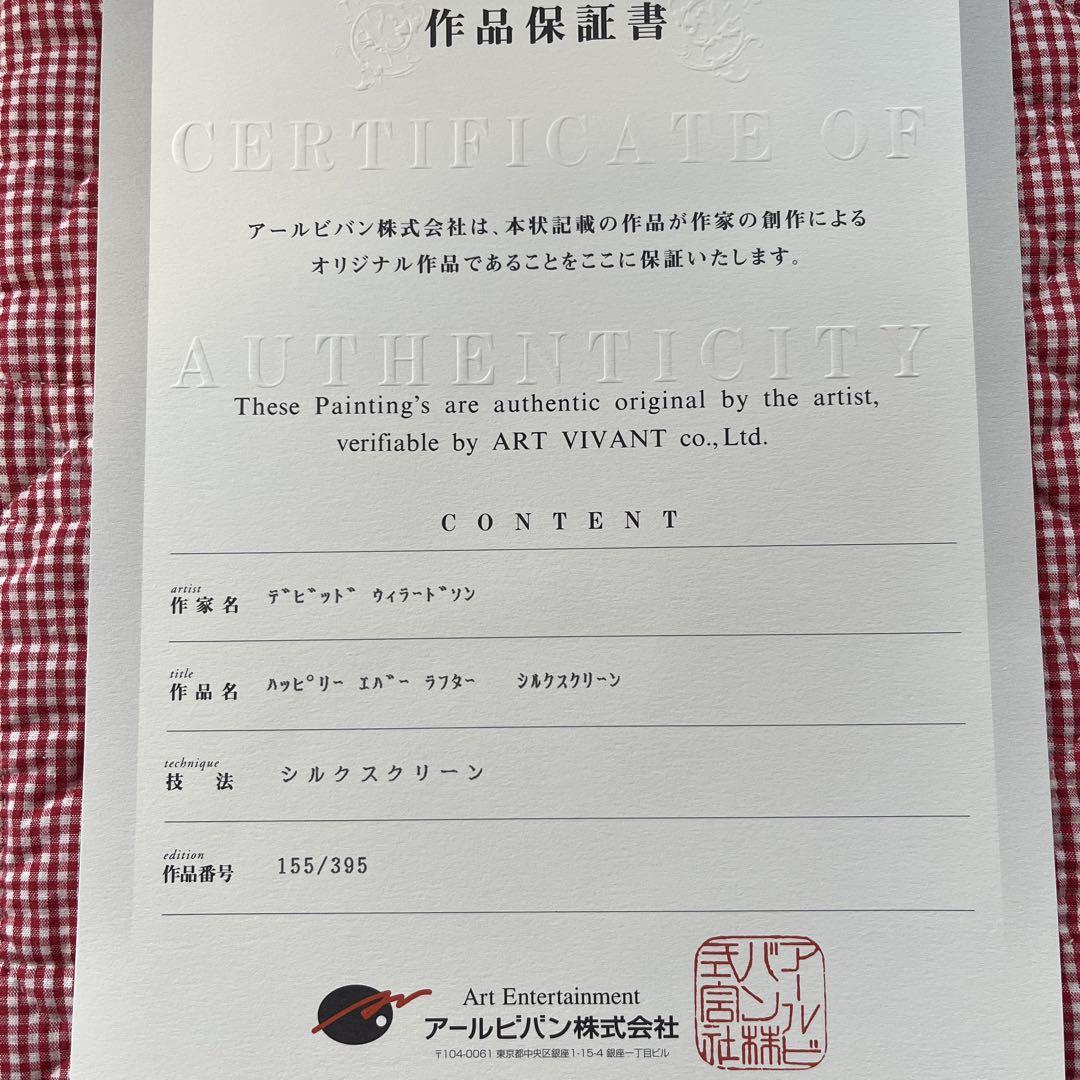 作品保証書
CERTIFICATE OF
アールビバン株式会社は、本状記載の作品が作家の創作による
オリジナル作品であることをここに保証いたします。
AUTHENTICITY
These Painting's are authentic original by the artist,
verifiable by ART VIVANT co.,Ltd.
CONTENT
artist
作家名 ﾃﾞﾋﾞｯﾄﾞ ｳｨﾗｰﾄﾞｿﾝ
title
作品名 ﾊｯﾋﾟﾘｰ ｴﾊﾞｰ ﾗﾌﾀｰ ｼﾙｸｽｸﾘｰﾝ
technique
技法 シルクスクリーン
edition
作品番号 155/395
Art Entertainment
アールビバン株式会社
〒104-0061 東京都中央区銀座1-15-4 銀座一丁目ビル
アールビ
バン株
式会社